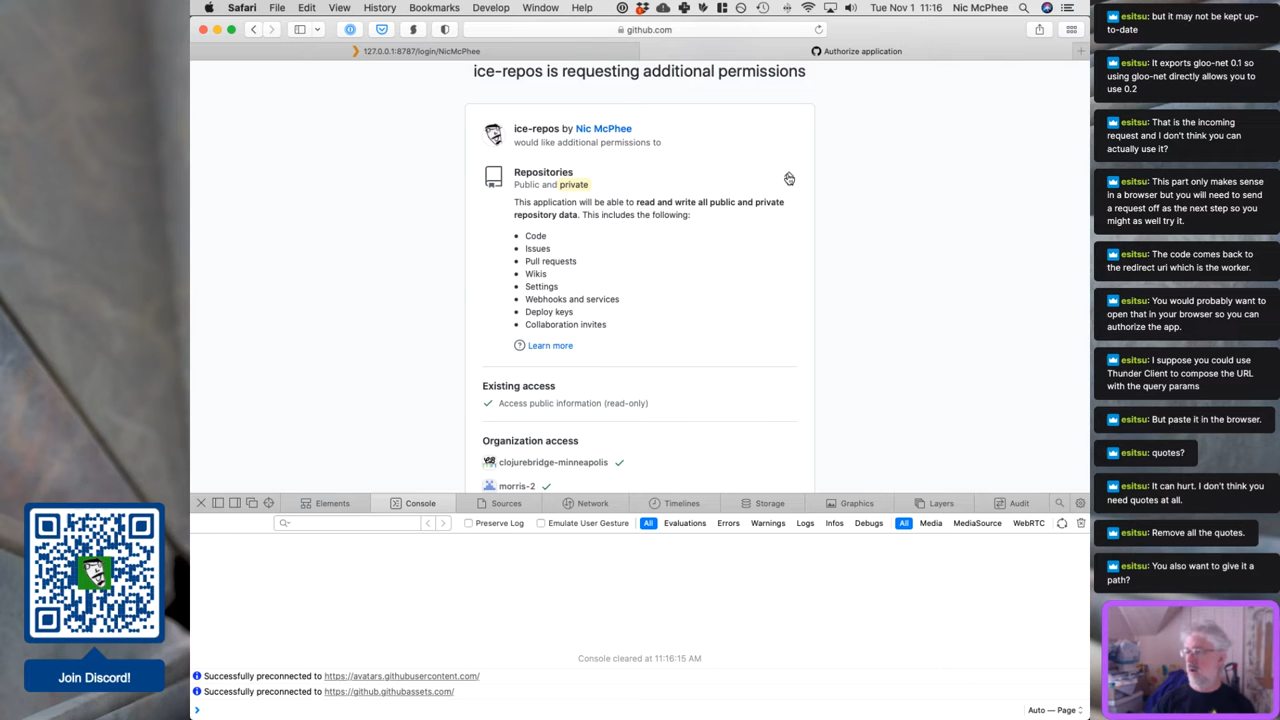 Safari File Edit View History Bookmarks Develop Window Help
Tue Nov 1 11:16 Nic McPhee
github.com
127.0.0.1:8787/login/NicMcPhee
Authorize application
ice-repos is requesting additional permissions
ice-repos by Nic McPhee
would like additional permissions to
Repositories
Public and private
This application will be able to read and write all public and private
repository data. This includes the following:
Code
Issues
Pull requests
Wikis
Settings
Webhooks and services
Deploy keys
Collaboration invites
Learn more
Existing access
Access public information (read-only)
Organization access
clojurebridge-minneapolis
morris-2
Elements Console Sources Network Timelines Storage Graphics Layers Audit
Preserve Log Emulate User Gesture All Evaluations Errors Warnings Logs Infos Debugs All Media MediaSource WebRTC
Console cleared at 11:16:15 AM
Successfully preconnected to https://avatars.githubusercontent.com/
Successfully preconnected to https://github.githubassets.com/
Auto — Page
Join Discord!
esitsu: but it may not be kept up-
to-date
esitsu: It exports gloo-net 0.1 so
using gloo-net directly allows you to
use 0.2
esitsu: That is the incoming
request and I don't think you can
actually use it?
esitsu: This part only makes sense
in a browser but you will need to send
a request off as the next step so you
might as well try it.
esitsu: The code comes back to
the redirect uri which is the worker.
esitsu: You would probably want to
open that in your browser so you can
authorize the app.
esitsu: I suppose you could use
Thunder Client to compose the URL
with the query params
esitsu: But paste it in the browser.
esitsu: quotes?
esitsu: It can hurt. I don't think you
need quotes at all.
esitsu: Remove all the quotes.
esitsu: You also want to give it a
path?